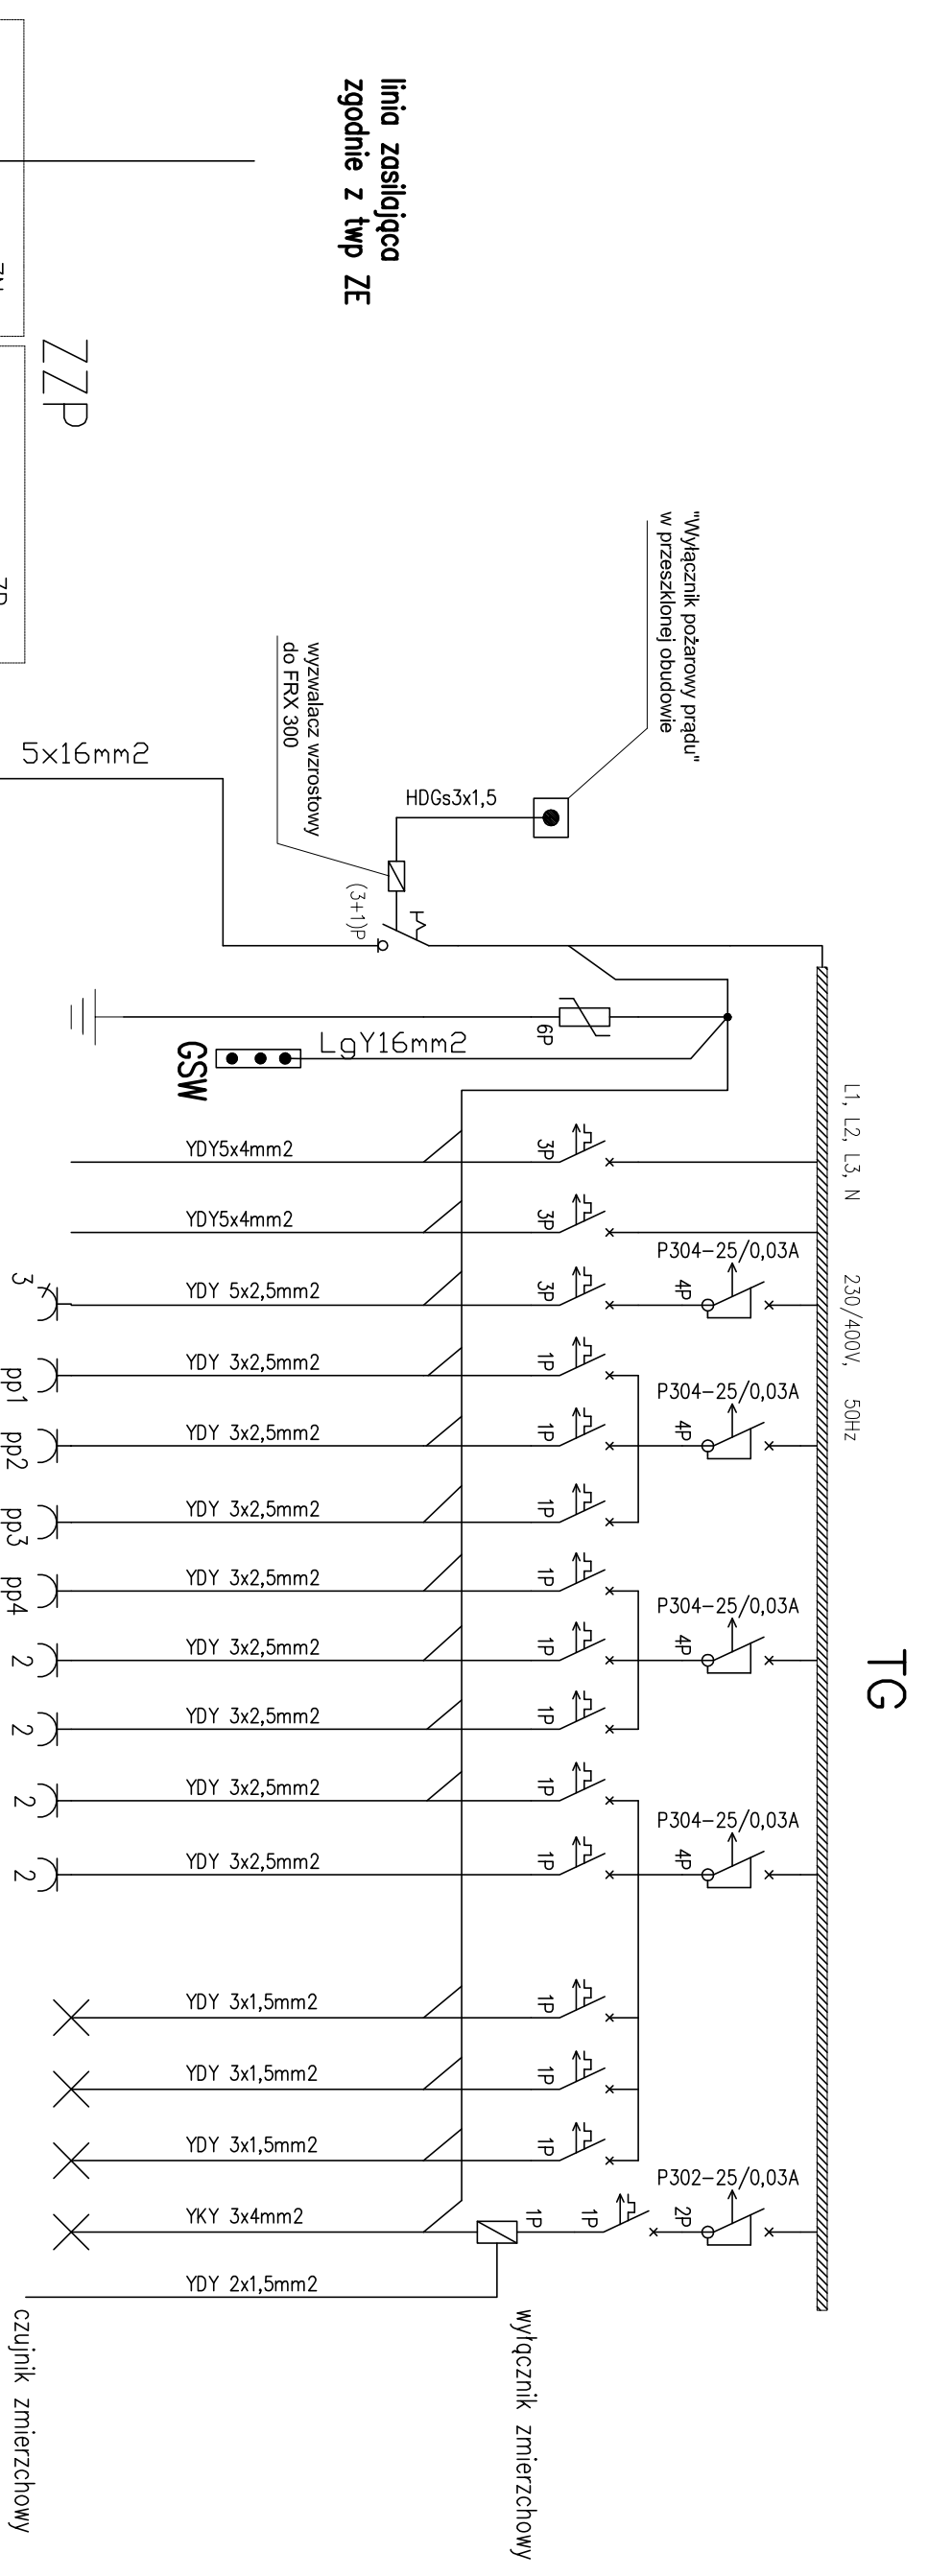 linia zasilająca
zgodnie z twp ZE
ZZP
"Wyłącznik pożarowy prądu"
w przeszklonej obudowie
wyzwalacz wzrostowy
do FRX 300
5x16mm2
HDGs3x1,5
(3+1)P
6P
LgY16mm2
GSW
L1, L2, L3, N 230/400V, 50Hz
TG
YDY5x4mm2
3P
YDY5x4mm2
3P
P304-25/0,03A
4P
3P
YDY 5x2,5mm2
3
1P
YDY 3x2,5mm2
pp1
P304-25/0,03A
4P
1P
YDY 3x2,5mm2
pp2
1P
YDY 3x2,5mm2
pp3
1P
YDY 3x2,5mm2
pp4
P304-25/0,03A
4P
1P
YDY 3x2,5mm2
2
1P
YDY 3x2,5mm2
2
1P
YDY 3x2,5mm2
2
P304-25/0,03A
4P
1P
YDY 3x2,5mm2
2
1P
YDY 3x1,5mm2
1P
YDY 3x1,5mm2
1P
YDY 3x1,5mm2
P302-25/0,03A
2P
1P
1P
YKY 3x4mm2
YDY 2x1,5mm2
wyłącznik zmierzchowy
czujnik zmierzchowy